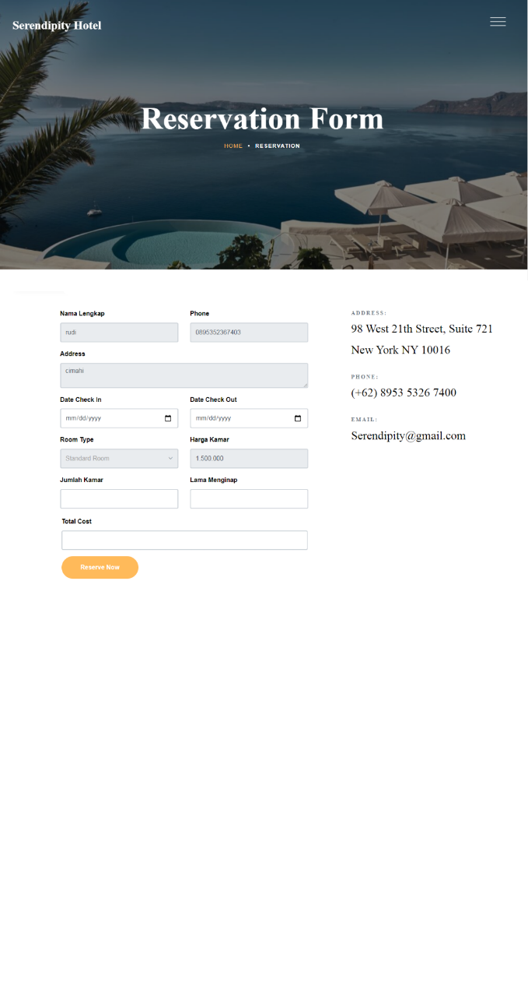 Serendipity Hotel
Reservation Form
HOME • RESERVATION
Nama Lengkap
rudi
Phone
0895352367403
Address
cimahi
Date Check In
mm/dd/yyyy
Date Check Out
mm/dd/yyyy
Room Type
Standard Room
Harga Kamar
1.500.000
Jumlah Kamar
Lama Menginap
Total Cost
Reserve Now
ADDRESS:
98 West 21th Street, Suite 721
New York NY 10016
PHONE:
(+62) 8953 5326 7400
EMAIL:
Serendipity@gmail.com